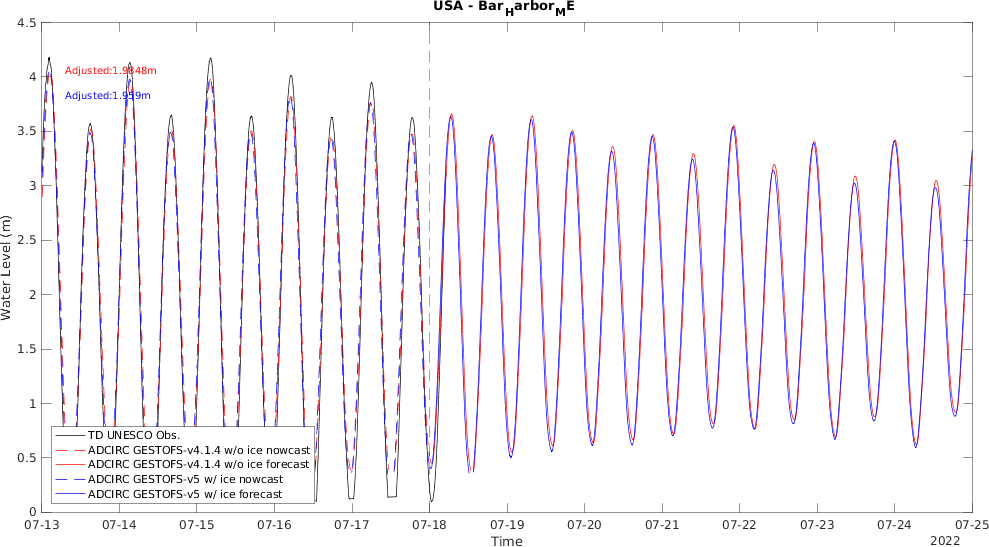 USA - BarHarborME
4.5
4
3.5
3
2.5
2
1.5
1
0.5
0
Water Level (m)
Adjusted:1.9848m
Adjusted:1.959m
TD UNESCO Obs.
ADCIRC GESTOFS-v4.1.4 w/o ice nowcast
ADCIRC GESTOFS-v4.1.4 w/o ice forecast
ADCIRC GESTOFS-v5 w/ ice nowcast
ADCIRC GESTOFS-v5 w/ ice forecast
07-13 07-14 07-15 07-16 07-17 07-18 07-19 07-20 07-21 07-22 07-23 07-24 07-25
Time
2022